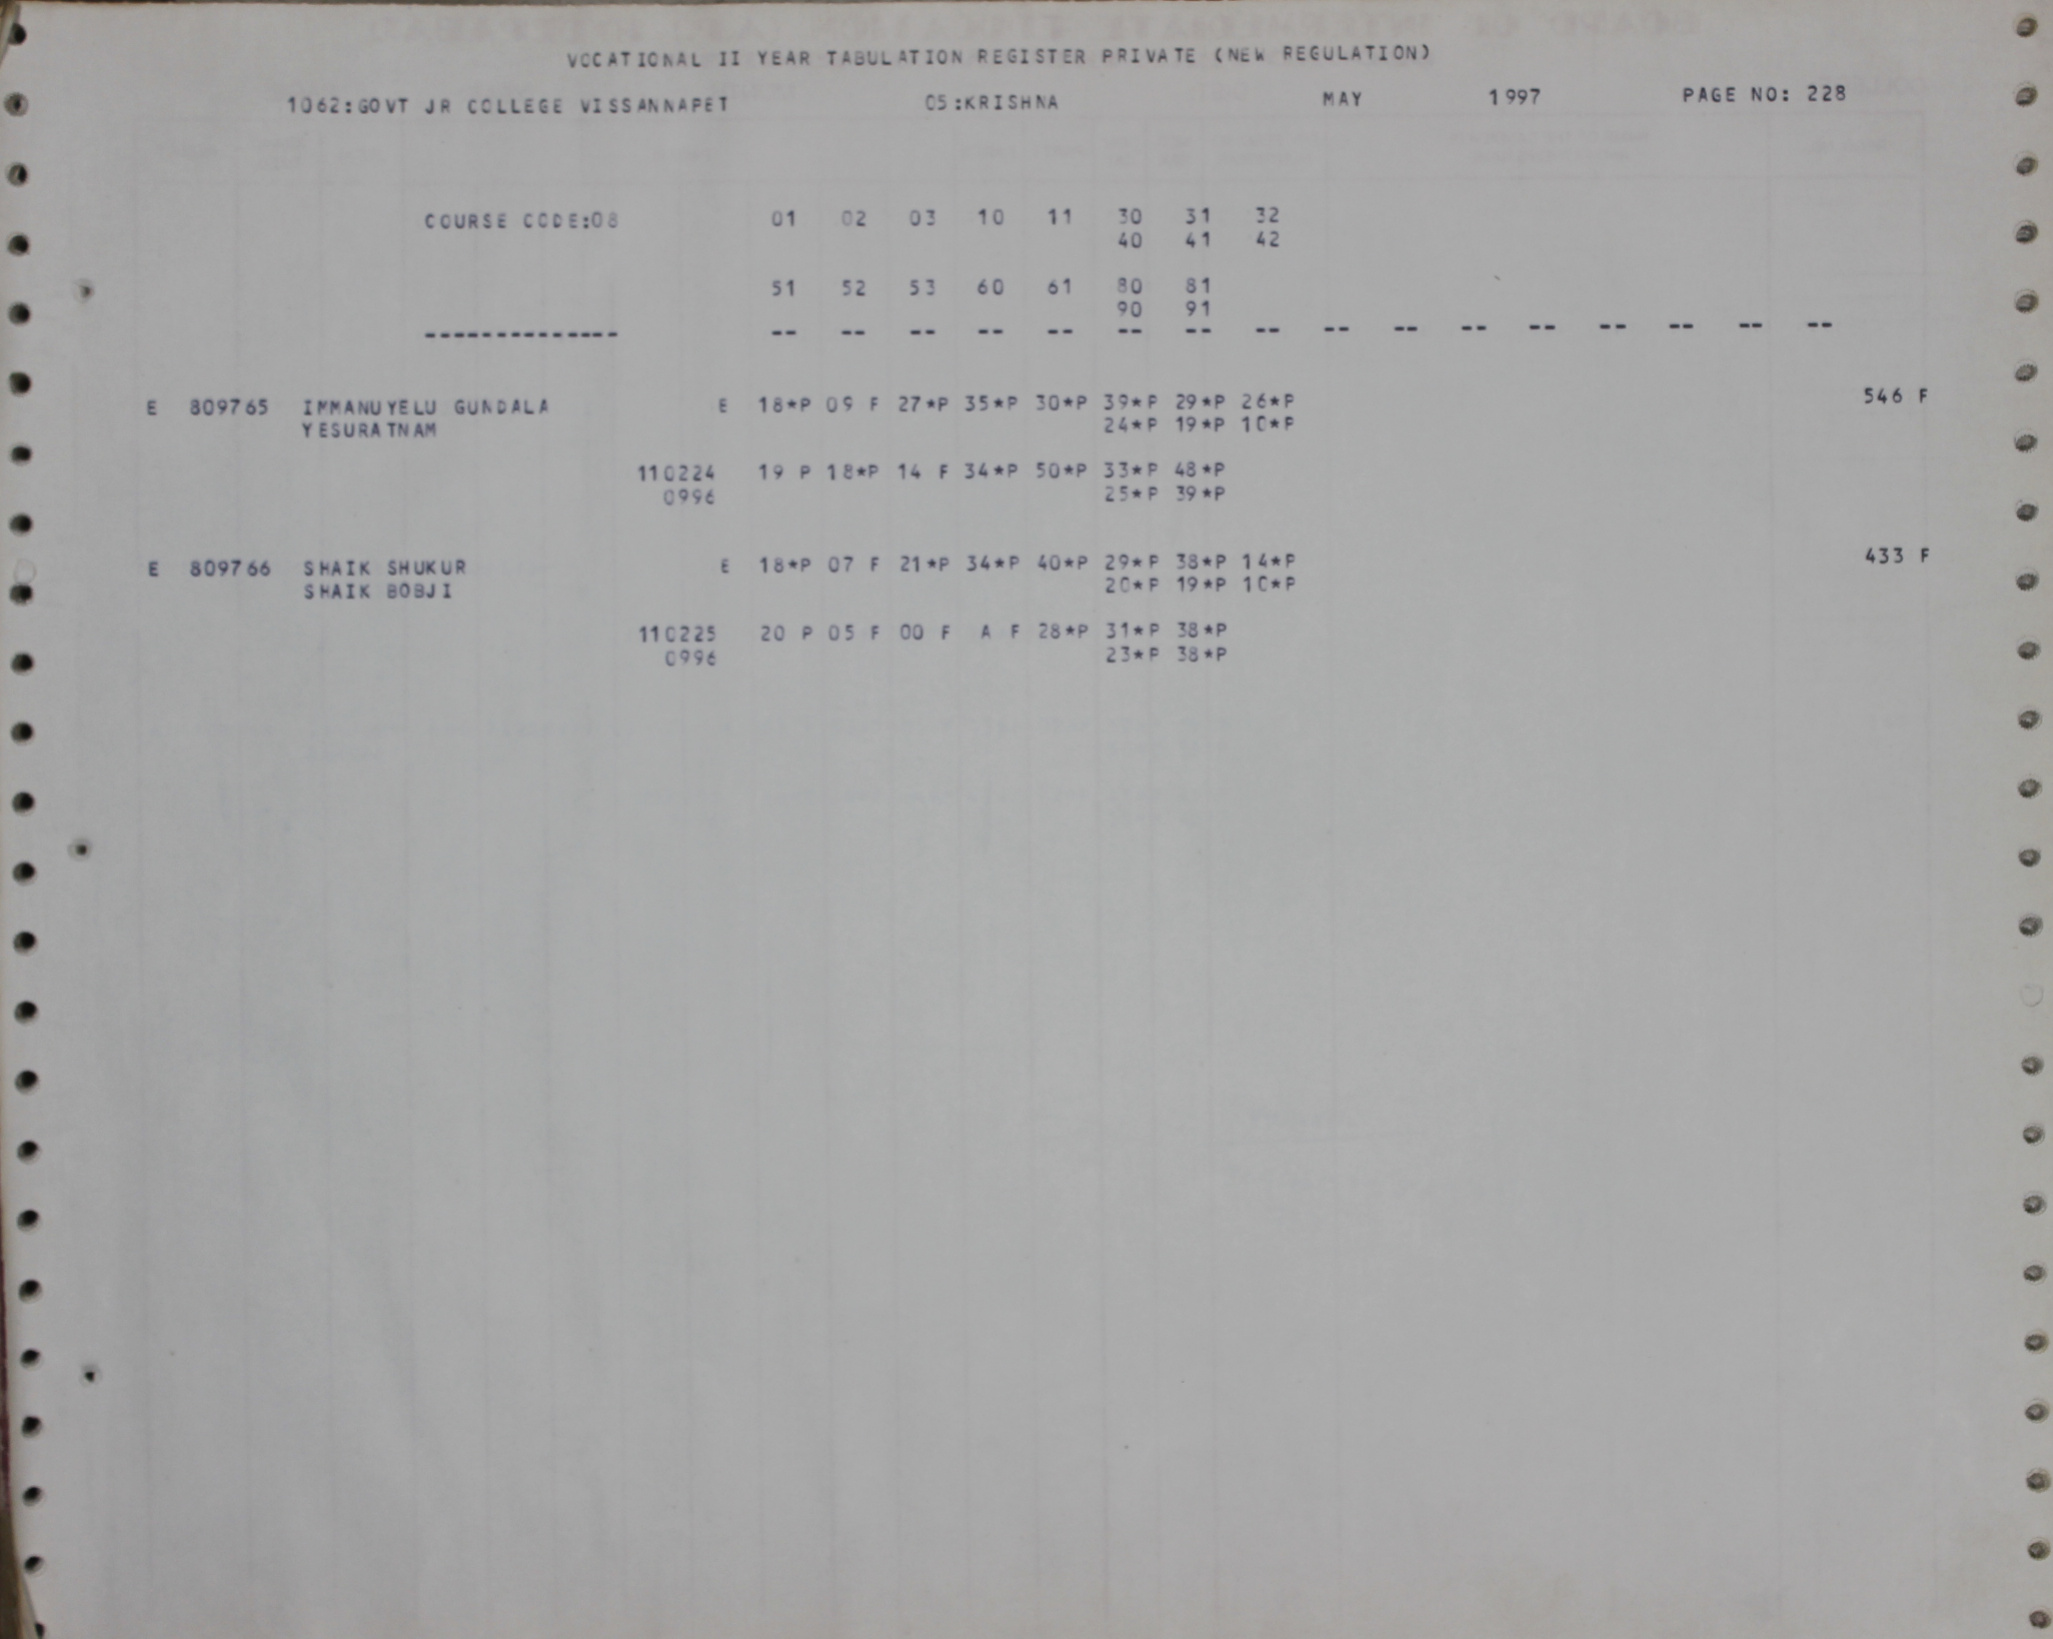 VOCATIONAL II YEAR TABULATION REGISTER PRIVATE (NEW REGULATION)
1062:GOVT JR COLLEGE VISSANNAPET 05:KRISHNA MAY 1997 PAGE NO: 228
COURSE CODE:08 01 02 03 10 11 30 31 32
40 41 42
51 52 53 60 61 80 81
90 91
-------------- -- -- -- -- -- -- -- -- -- -- -- -- -- -- -- --
E 809765 IMMANUYELU GUNDALA E 18*P 09 F 27*P 35*P 30*P 39*P 29*P 26*P 546 F
YESURATNAM 24*P 19*P 10*P
110224 19 P 18*P 14 F 34*P 50*P 33*P 48*P
0996 25*P 39*P
E 809766 SHAIK SHUKUR E 18*P 07 F 21*P 34*P 40*P 29*P 38*P 14*P 433 F
SHAIK BOBJI 20*P 19*P 10*P
110225 20 P 05 F 00 F A F 28*P 31*P 38*P
0996 23*P 38*P